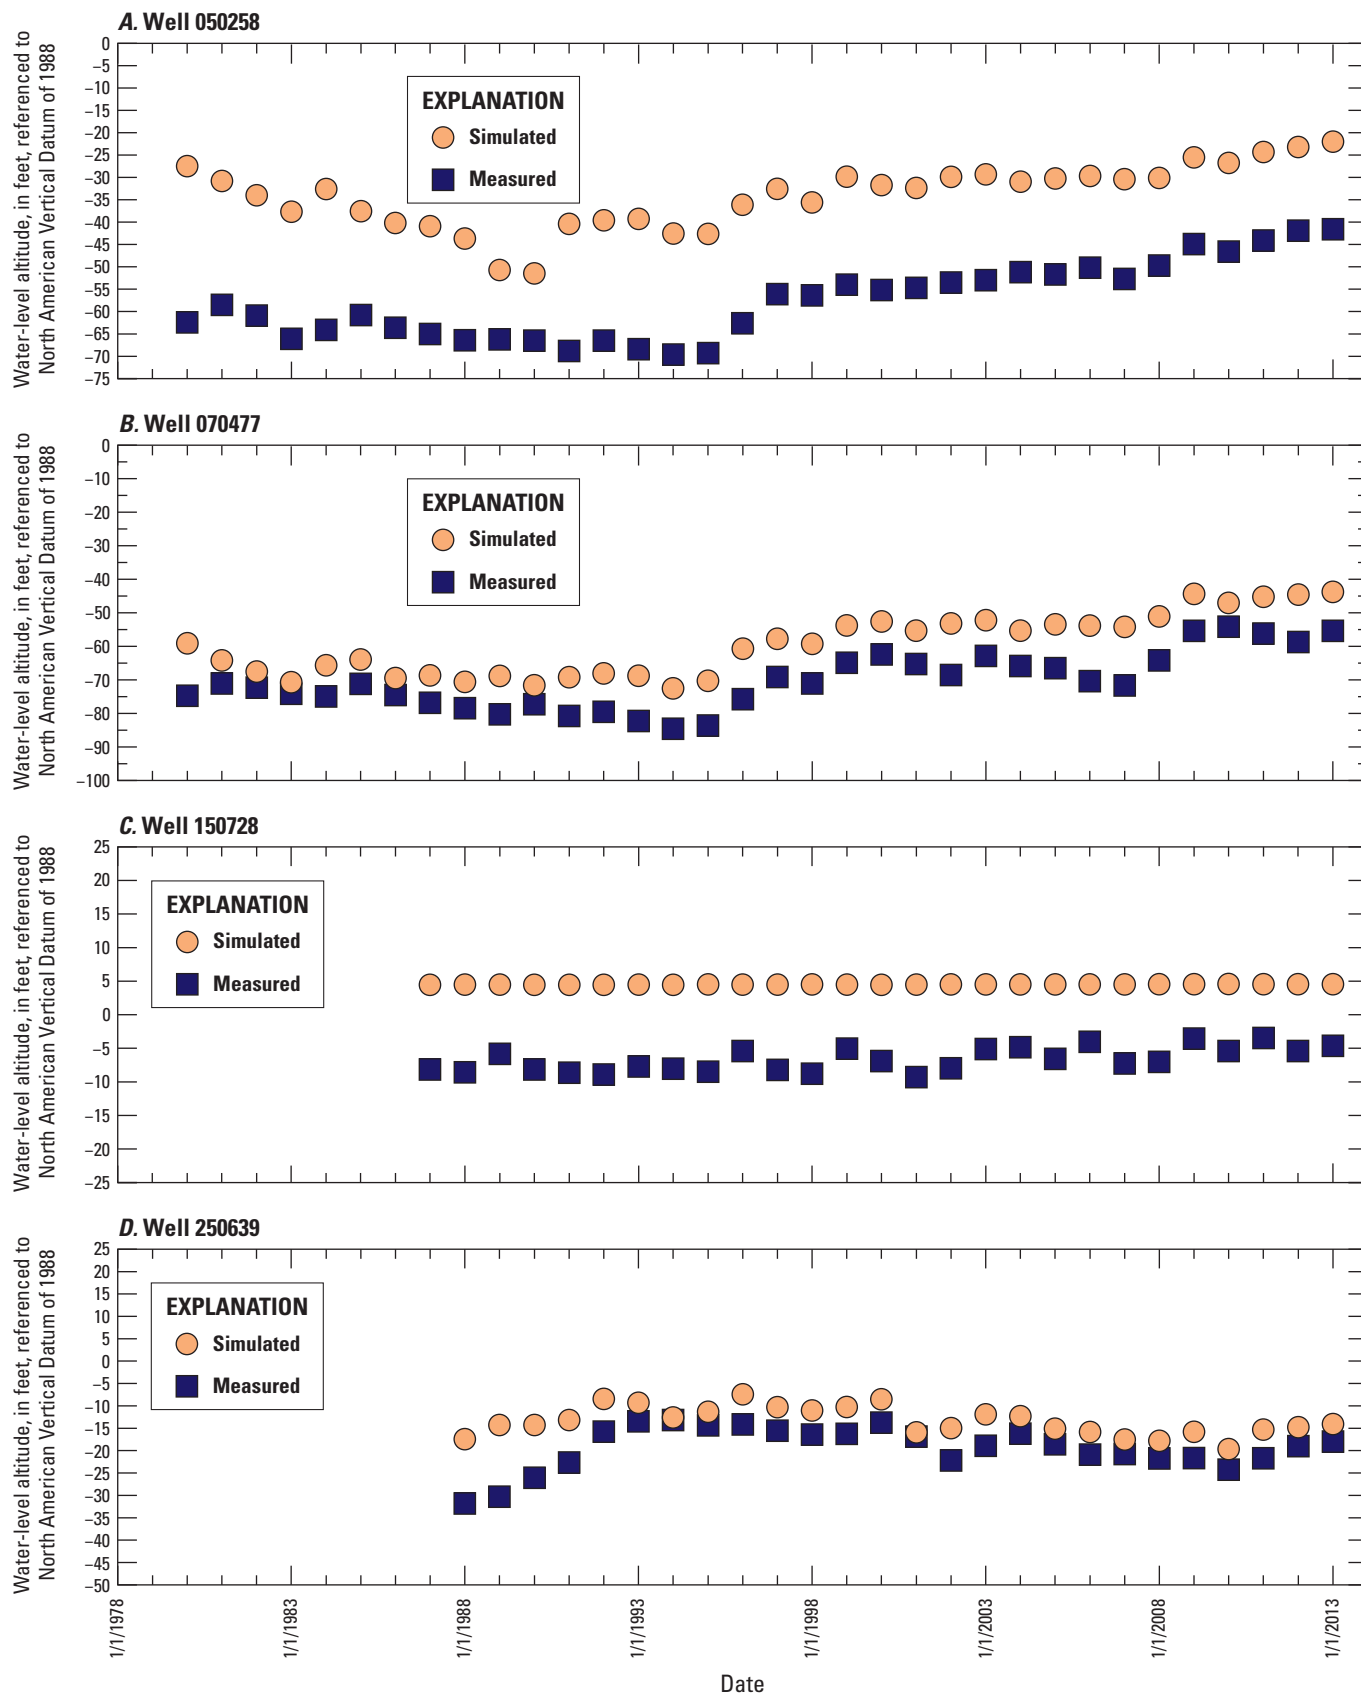 A. Well 050258
Water-level altitude, in feet, referenced to
North American Vertical Datum of 1988
0
–5
–10
–15
–20
–25
–30
–35
–40
–45
–50
–55
–60
–65
–70
–75
EXPLANATION
Simulated
Measured
B. Well 070477
Water-level altitude, in feet, referenced to
North American Vertical Datum of 1988
0
–10
–20
–30
–40
–50
–60
–70
–80
–90
–100
EXPLANATION
Simulated
Measured
C. Well 150728
Water-level altitude, in feet, referenced to
North American Vertical Datum of 1988
25
20
15
10
5
0
–5
–10
–15
–20
–25
EXPLANATION
Simulated
Measured
D. Well 250639
Water-level altitude, in feet, referenced to
North American Vertical Datum of 1988
25
20
15
10
5
0
–5
–10
–15
–20
–25
–30
–35
–40
–45
–50
EXPLANATION
Simulated
Measured
1/1/1978
1/1/1983
1/1/1988
1/1/1993
1/1/1998
1/1/2003
1/1/2008
1/1/2013
Date